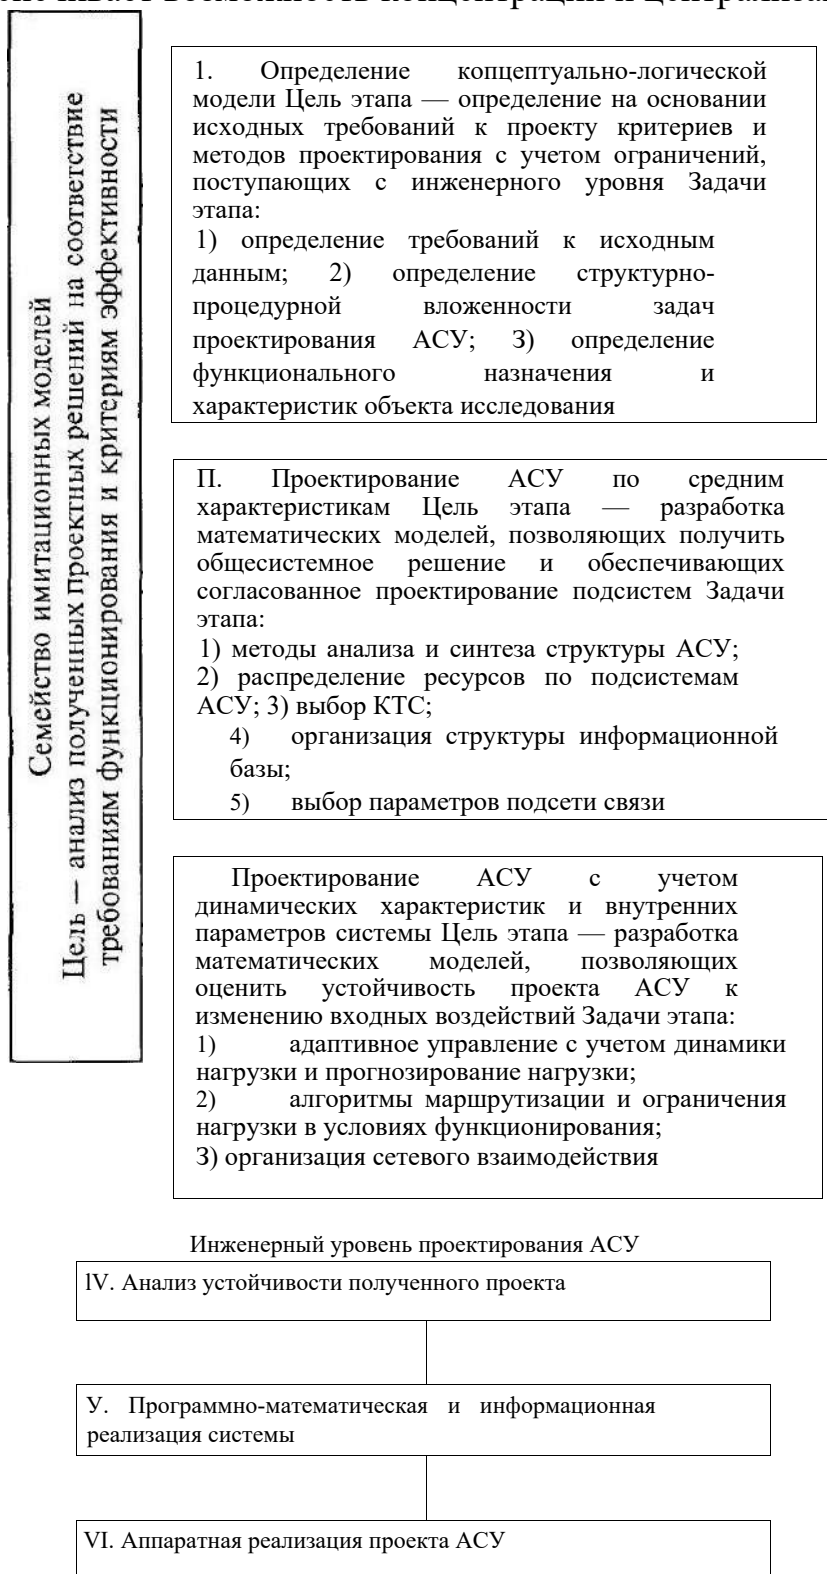 возможность концентрации и централиза
Семейство имитационных моделей
Цель — анализ полученных проектных решений на соответствие
требованиям функционирования и критериям эффективности
1. Определение копцептуально-логической
модели Цель этапа — определение на основании
исходных требований к проекту критериев и
методов проектирования с учетом ограничений,
поступающих с инженерного уровня Задачи
этапа:
1) определение требований к исходным
данным; 2) определение структурно-
процедурной вложенности задач
проектирования АСУ; 3) определение
функционального назначения и
характеристик объекта исследования
П. Проектирование АСУ по средним
характеристикам Цель этапа — разработка
математических моделей, позволяющих получить
общесистемное решение и обеспечивающих
согласованное проектирование подсистем Задачи
этапа:
1) методы анализа и синтеза структуры АСУ;
2) распределение ресурсов по подсистемам
АСУ; 3) выбор КТС;
4) организация структуры информационной
базы;
5) выбор параметров подсети связи
Проектирование АСУ с учетом
динамических характеристик и внутренних
параметров системы Цель этапа — разработка
математических моделей, позволяющих
оценить устойчивость проекта АСУ к
изменению входных воздействий Задачи этапа:
1) адаптивное управление с учетом динамики
нагрузки и прогнозирование нагрузки;
2) алгоритмы маршрутизации и ограничения
нагрузки в условиях функционирования;
З) организация сетевого взаимодействия
Инженерный уровень проектирования АСУ
lV. Анализ устойчивости полученного проекта
У. Программно-математическая и информационная
реализация системы
VI. Аппаратная реализация проекта АСУ